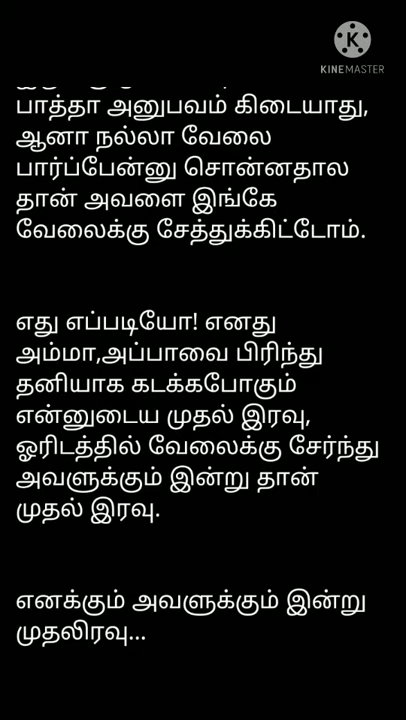 KINEMASTER
பாத்தா அனுபவம் கிடையாது,
ஆனா நல்லா வேலை
பார்ப்பேன்னு சொன்னதால
தான் அவளை இங்கே
வேலைக்கு சேத்துக்கிட்டோம்.
எது எப்படியோ! எனது
அம்மா,அப்பாவை பிரிந்து
தனியாக கடக்கபோகும்
என்னுடைய முதல் இரவு,
ஓரிடத்தில் வேலைக்கு சேர்ந்து
அவளுக்கும் இன்று தான்
முதல் இரவு.
எனக்கும் அவளுக்கும் இன்று
முதலிரவு...